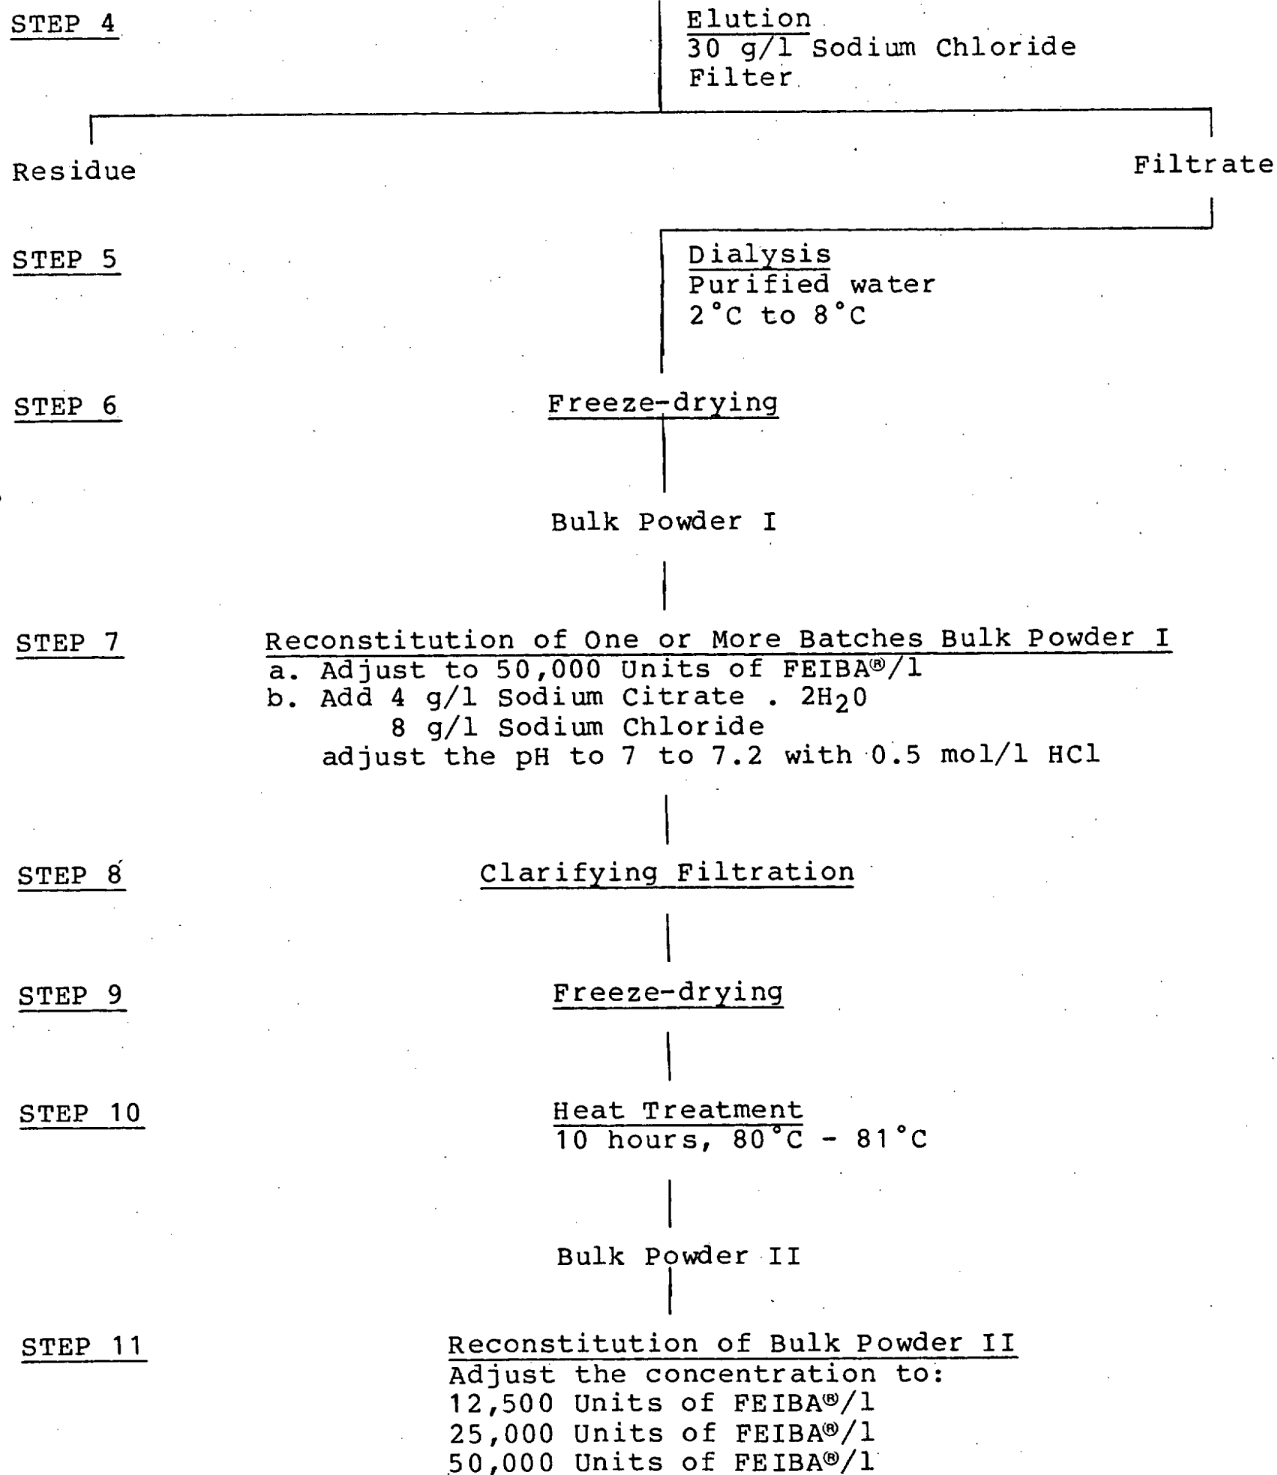 STEP 4
Elution
30 g/l Sodium Chloride
Filter
Residue
Filtrate
STEP 5
Dialysis
Purified water
2°C to 8°C
STEP 6
Freeze-drying
Bulk Powder I
STEP 7
Reconstitution of One or More Batches Bulk Powder I
a. Adjust to 50,000 Units of FEIBA®/l
b. Add 4 g/l Sodium Citrate . 2H₂O
8 g/l Sodium Chloride
adjust the pH to 7 to 7.2 with 0.5 mol/l HCl
STEP 8
Clarifying Filtration
STEP 9
Freeze-drying
STEP 10
Heat Treatment
10 hours, 80°C - 81°C
Bulk Powder II
STEP 11
Reconstitution of Bulk Powder II
Adjust the concentration to:
12,500 Units of FEIBA®/l
25,000 Units of FEIBA®/l
50,000 Units of FEIBA®/l